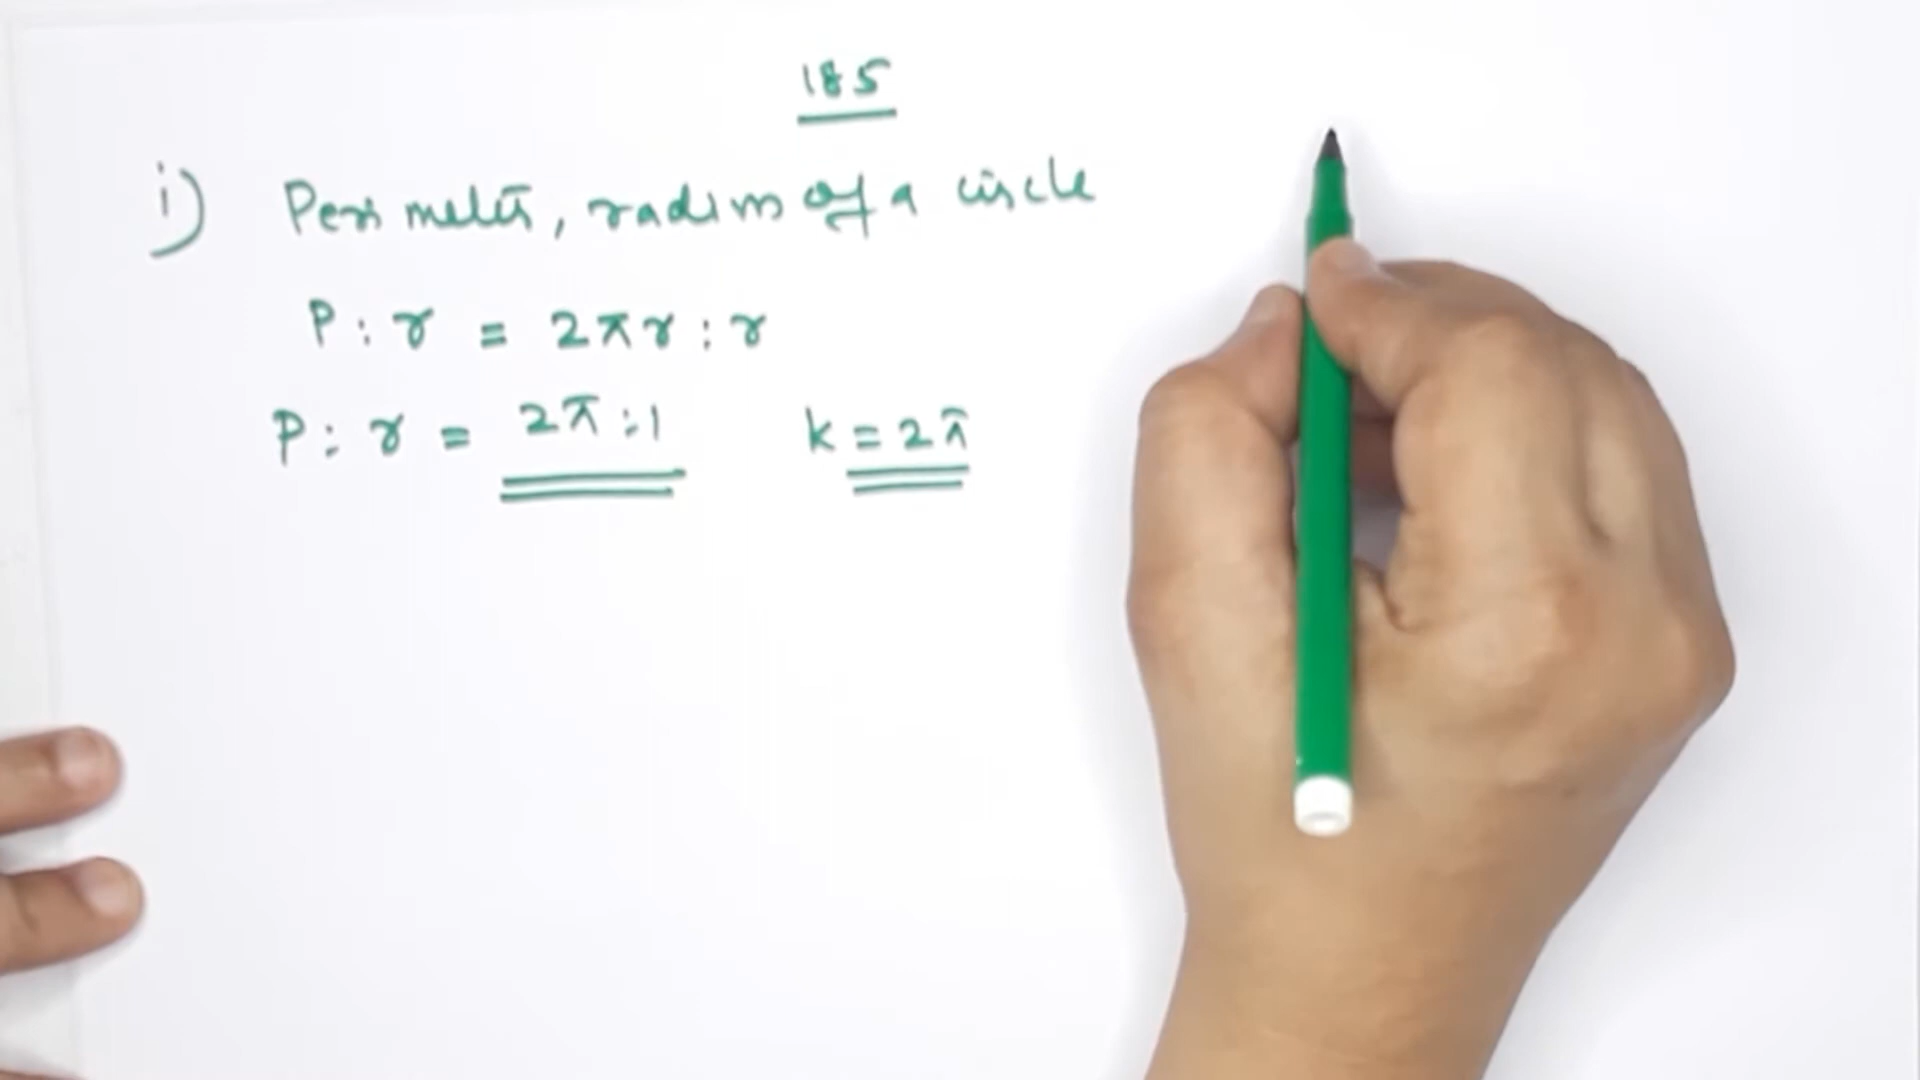 185
i) Perimeter, radius of a circle
P : r = 2πr : r
P : r = 2π : 1 k = 2π